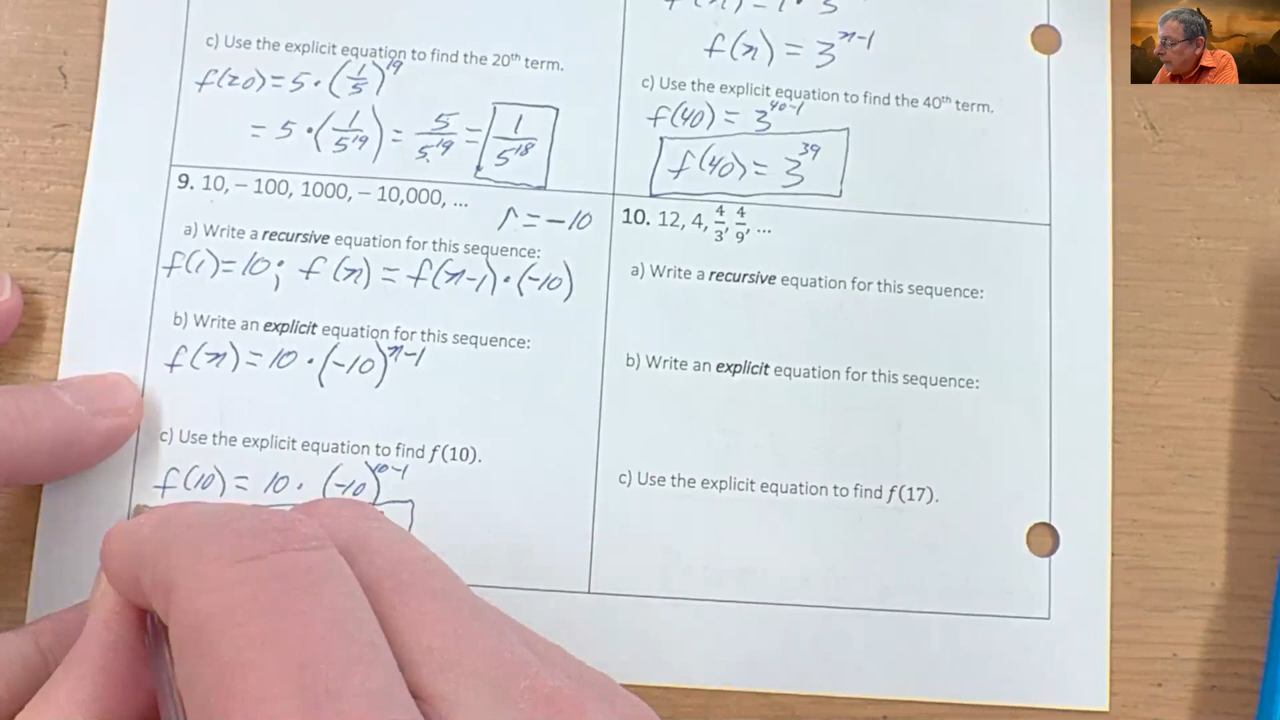 c) Use the explicit equation to find the 20th term.
f(20) = 5 · (1/5)^19
= 5 · (1/5^19) = 5/5^19 = 1/5^18
f(n) = 3^n-1
c) Use the explicit equation to find the 40th term.
f(40) = 3^40-1
f(40) = 3^39
9. 10, – 100, 1000, – 10,000, ...
r = -10
a) Write a recursive equation for this sequence:
f(1) = 10; f(n) = f(n-1) · (-10)
b) Write an explicit equation for this sequence:
f(n) = 10 · (-10)^n-1
c) Use the explicit equation to find f(10).
f(10) = 10 · (-10)^10-1
10. 12, 4, 4/3, 4/9, ...
a) Write a recursive equation for this sequence:
b) Write an explicit equation for this sequence:
c) Use the explicit equation to find f(17).